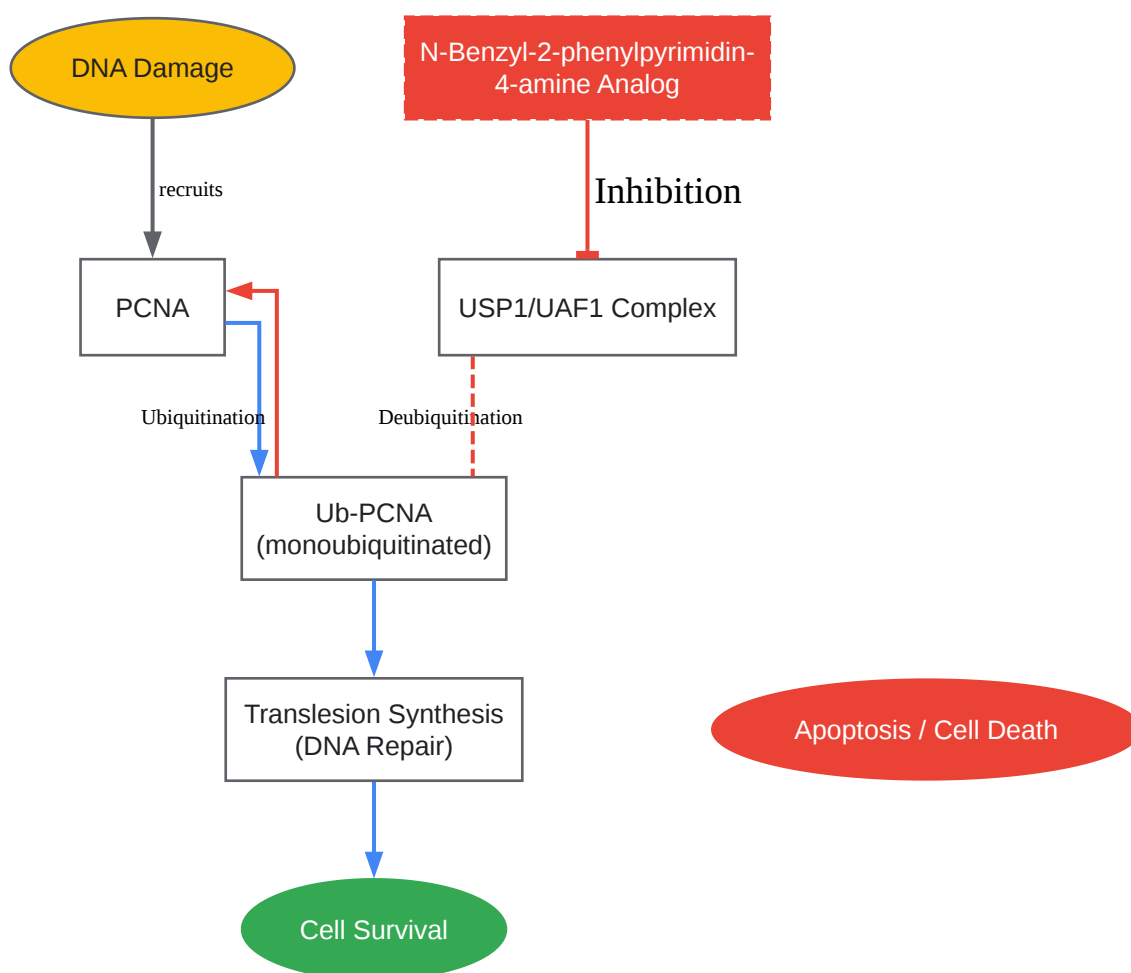 DNA Damage
N-Benzyl-2-phenylpyrimidin-
4-amine Analog
recruits
Inhibition
PCNA
USP1/UAF1 Complex
Ubiquitination
Deubiquitination
Ub-PCNA
(monoubiquitinated)
Translesion Synthesis
(DNA Repair)
Apoptosis / Cell Death
Cell Survival